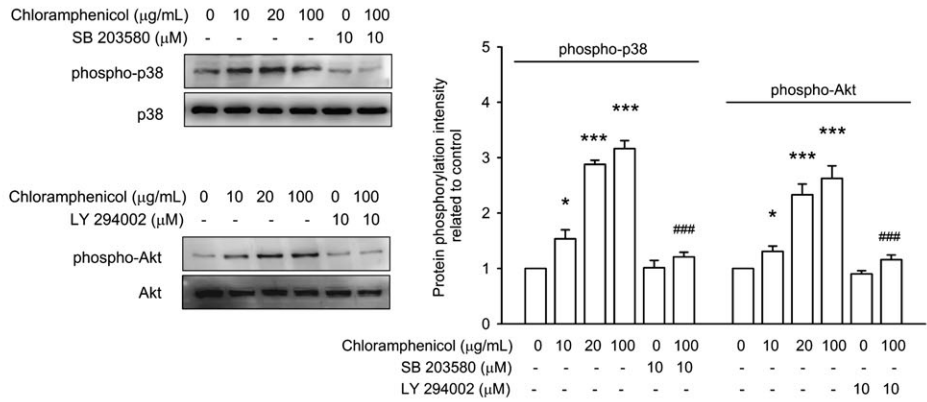 Chloramphenicol (μg/mL) 0 10 20 100 0 100
SB 203580 (μM) - - - - 10 10
phospho-p38
p38
Chloramphenicol (μg/mL) 0 10 20 100 0 100
LY 294002 (μM) - - - - 10 10
phospho-Akt
Akt
Protein phosphorylation intensity
related to control
5
4
3
2
1
0
phospho-p38
phospho-Akt
*
***
***
###
*
***
***
###
Chloramphenicol (μg/mL) 0 10 20 100 0 100 0 10 20 100 0 100
SB 203580 (μM) - - - - 10 10 - - - - - -
LY 294002 (μM) - - - - - - - - - - 10 10